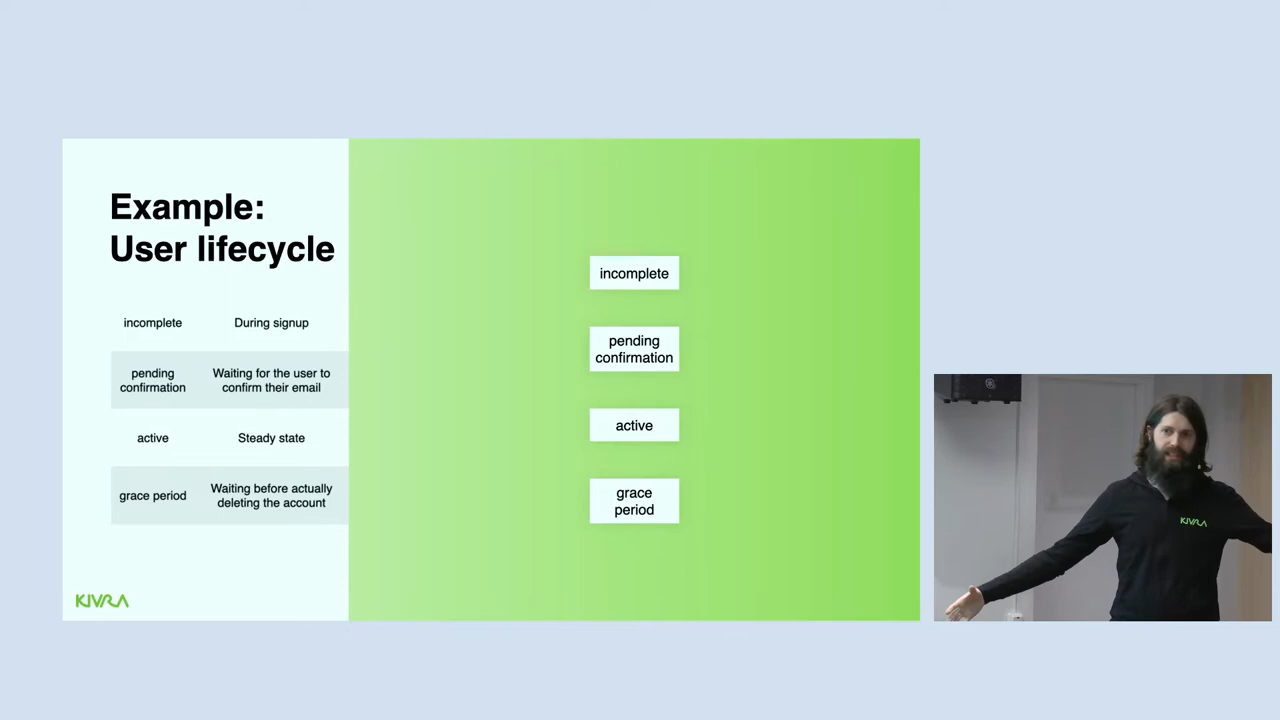 Example:
User lifecycle
incomplete
During signup
pending
confirmation
Waiting for the user to
confirm their email
active
Steady state
grace period
Waiting before actually
deleting the account
KIVRA
incomplete
pending
confirmation
active
grace
period
KIVRA